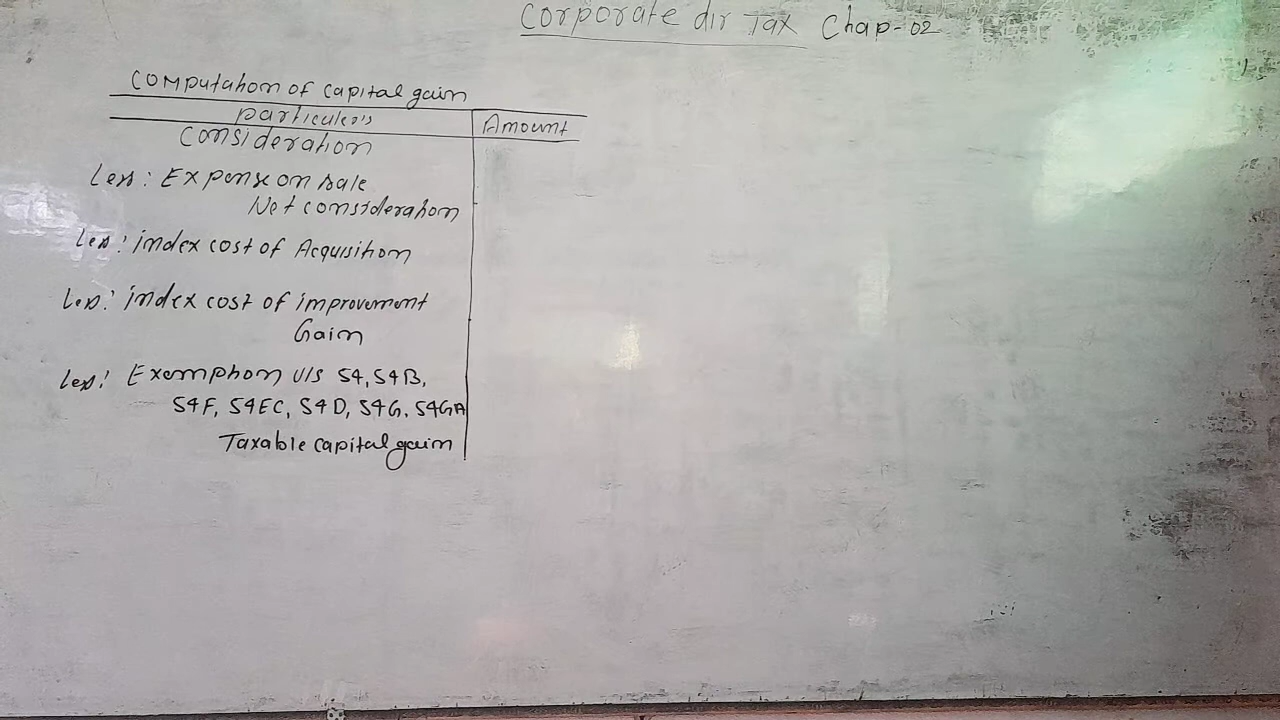 Corporate dir Tax Chap-02
Computation of capital gain
particuler's Amount
consideration
Less: Expense on sale
Net consideration
Less: index cost of Acquisition
Less: index cost of improvement
Gain
Less: Exemption U/S 54, 54B,
54F, 54EC, 54D, 54G, 54GA
Taxable capital gain